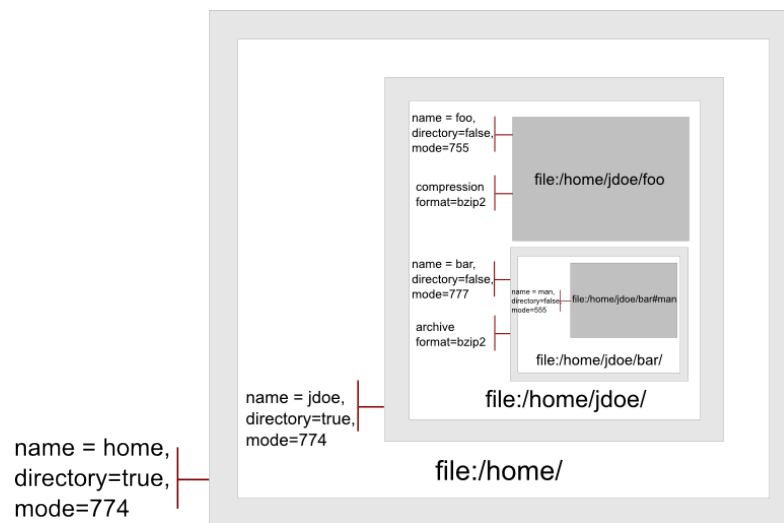 name = foo,
directory=false,
mode=755
file:/home/jdoe/foo
compression
format=bzip2
name = bar,
directory=false,
mode=777
name = man,
directory=false
mode=555
file:/home/jdoe/bar#man
archive
format=bzip2
file:/home/jdoe/bar/
name = jdoe,
directory=true,
mode=774
file:/home/jdoe/
name = home,
directory=true,
mode=774
file:/home/